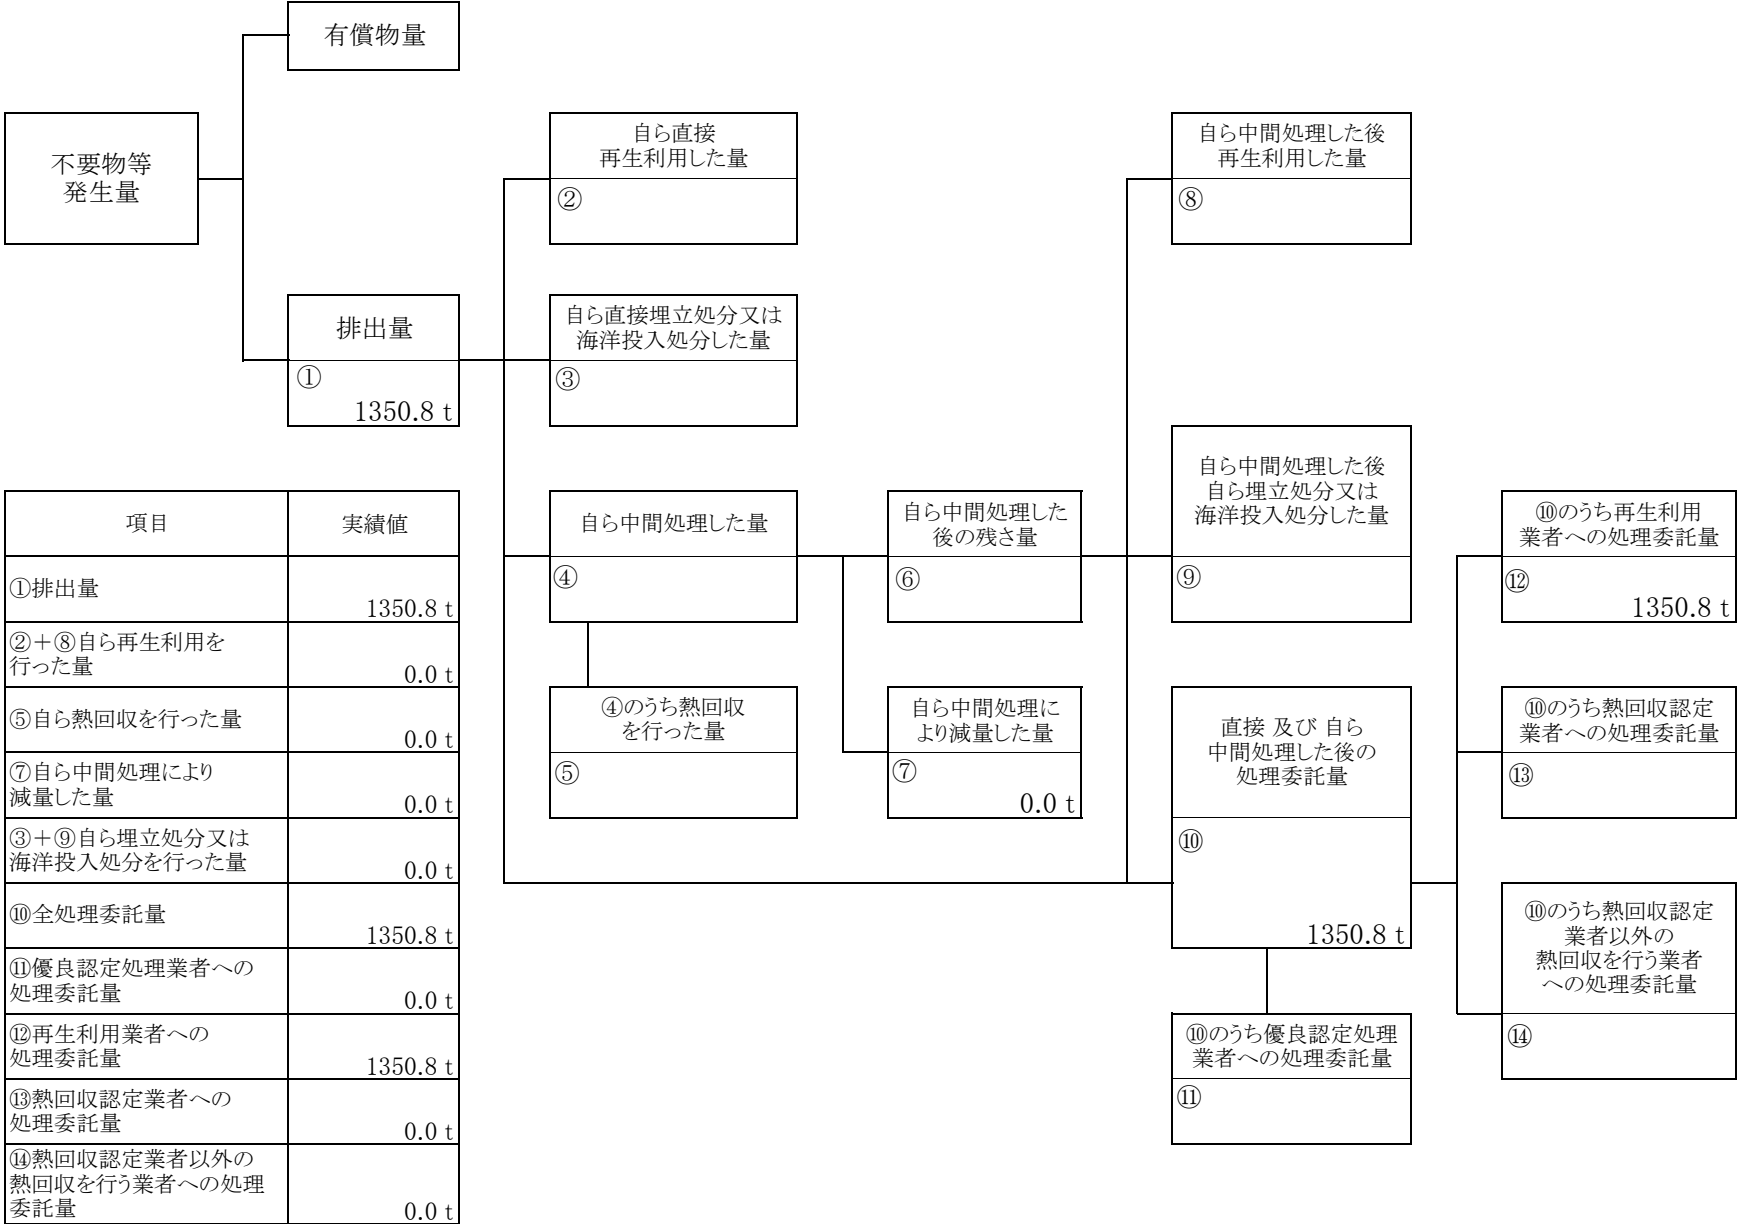 有償物量
不要物等
発生量
自ら直接
再生利用した量
②
自ら中間処理した後
再生利用した量
⑧
排出量
①
1350.8 t
自ら直接埋立処分又は
海洋投入処分した量
③
自ら中間処理した量
④
自ら中間処理した
後の残さ量
⑥
自ら中間処理した後
自ら埋立処分又は
海洋投入処分した量
⑨
⑩のうち再生利用
業者への処理委託量
⑫
1350.8 t
④のうち熱回収
を行った量
⑤
自ら中間処理に
より減量した量
⑦
0.0 t
直接 及び 自ら
中間処理した後の
処理委託量
⑩
1350.8 t
⑩のうち熱回収認定
業者への処理委託量
⑬
⑩のうち熱回収認定
業者以外の
熱回収を行う業者
への処理委託量
⑭
⑩のうち優良認定処理
業者への処理委託量
⑪
項目 実績値
①排出量
1350.8 t
②＋⑧自ら再生利用を
行った量
0.0 t
⑤自ら熱回収を行った量
0.0 t
⑦自ら中間処理により
減量した量
0.0 t
③＋⑨自ら埋立処分又は
海洋投入処分を行った量
0.0 t
⑩全処理委託量
1350.8 t
⑪優良認定処理業者への
処理委託量
0.0 t
⑫再生利用業者への
処理委託量
1350.8 t
⑬熱回収認定業者への
処理委託量
0.0 t
⑭熱回収認定業者以外の
熱回収を行う業者への処理
委託量
0.0 t